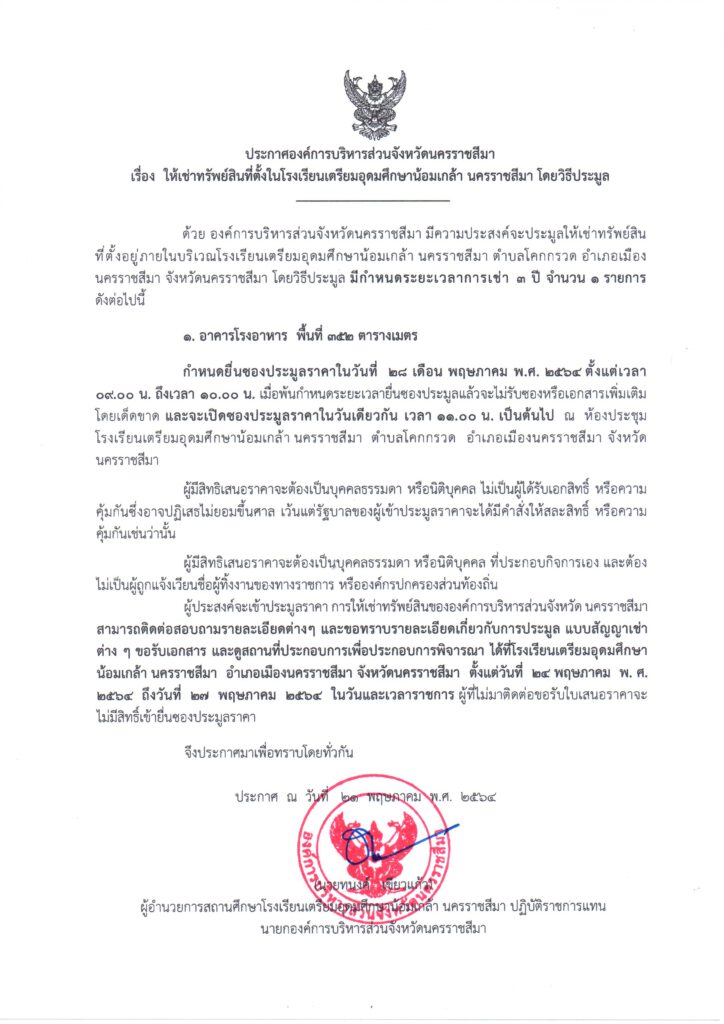 ประกาศองค์การบริหารส่วนจังหวัดนครราชสีมา
เรื่อง ให้เช่าทรัพย์สินที่ตั้งในโรงเรียนเตรียมอุดมศึกษาน้อมเกล้า นครราชสีมา โดยวิธีประมูล
ด้วย องค์การบริหารส่วนจังหวัดนครราชสีมา มีความประสงค์จะประมูลให้เช่าทรัพย์สิน
ที่ตั้งอยู่ภายในบริเวณโรงเรียนเตรียมอุดมศึกษาน้อมเกล้า นครราชสีมา ตำบลโคกกรวด อำเภอเมือง
นครราชสีมา จังหวัดนครราชสีมา โดยวิธีประมูล มีกำหนดระยะเวลาการเช่า ๓ ปี จำนวน ๑ รายการ
ดังต่อไปนี้
๑. อาคารโรงอาหาร พื้นที่ ๓๕๒ ตารางเมตร
กำหนดยื่นซองประมูลราคาในวันที่ ๒๘ เดือน พฤษภาคม พ.ศ. ๒๕๖๔ ตั้งแต่เวลา
๐๙.๐๐ น. ถึงเวลา ๑๐.๐๐ น. เมื่อพ้นกำหนดระยะเวลายื่นซองประมูลแล้วจะไม่รับซองหรือเอกสารเพิ่มเติม
โดยเด็ดขาด และจะเปิดซองประมูลราคาในวันเดียวกัน เวลา ๑๑.๐๐ น. เป็นต้นไป ณ ห้องประชุม
โรงเรียนเตรียมอุดมศึกษาน้อมเกล้า นครราชสีมา ตำบลโคกกรวด อำเภอเมืองนครราชสีมา จังหวัด
นครราชสีมา
ผู้มีสิทธิเสนอราคาจะต้องเป็นบุคคลธรรมดา หรือนิติบุคคล ไม่เป็นผู้ได้รับเอกสิทธิ์ หรือความ
คุ้มกันซึ่งอาจปฏิเสธไม่ยอมขึ้นศาล เว้นแต่รัฐบาลของผู้เข้าประมูลราคาจะได้มีคำสั่งให้สละสิทธิ์ หรือความ
คุ้มกันเช่นว่านั้น
ผู้มีสิทธิเสนอราคาจะต้องเป็นบุคคลธรรมดา หรือนิติบุคคล ที่ประกอบกิจการเอง และต้อง
ไม่เป็นผู้ถูกแจ้งเวียนชื่อผู้ทิ้งงานของทางราชการ หรือองค์กรปกครองส่วนท้องถิ่น
ผู้ประสงค์จะเข้าประมูลราคา การให้เช่าทรัพย์สินขององค์การบริหารส่วนจังหวัด นครราชสีมา
สามารถติดต่อสอบถามรายละเอียดต่างๆ และขอทราบรายละเอียดเกี่ยวกับการประมูล แบบสัญญาเช่า
ต่าง ๆ ขอรับเอกสาร และดูสถานที่ประกอบการเพื่อประกอบการพิจารณา ได้ที่โรงเรียนเตรียมอุดมศึกษา
น้อมเกล้า นครราชสีมา อำเภอเมืองนครราชสีมา จังหวัดนครราชสีมา ตั้งแต่วันที่ ๒๔ พฤษภาคม พ. ศ.
๒๕๖๔ ถึงวันที่ ๒๗ พฤษภาคม ๒๕๖๔ ในวันและเวลาราชการ ผู้ที่ไม่มาติดต่อขอรับใบเสนอราคาจะ
ไม่มีสิทธิ์เข้ายื่นซองประมูลราคา
จึงประกาศมาเพื่อทราบโดยทั่วกัน
ประกาศ ณ วันที่ ๒๑ พฤษภาคม พ.ศ. ๒๕๖๔
องค์การบริหารส่วนจังหวัดนครราชสีมา
(นายทนงค์ เขียวแก้ว)
ผู้อำนวยการสถานศึกษาโรงเรียนเตรียมอุดมศึกษาน้อมเกล้า นครราชสีมา ปฏิบัติราชการแทน
นายกองค์การบริหารส่วนจังหวัดนครราชสีมา